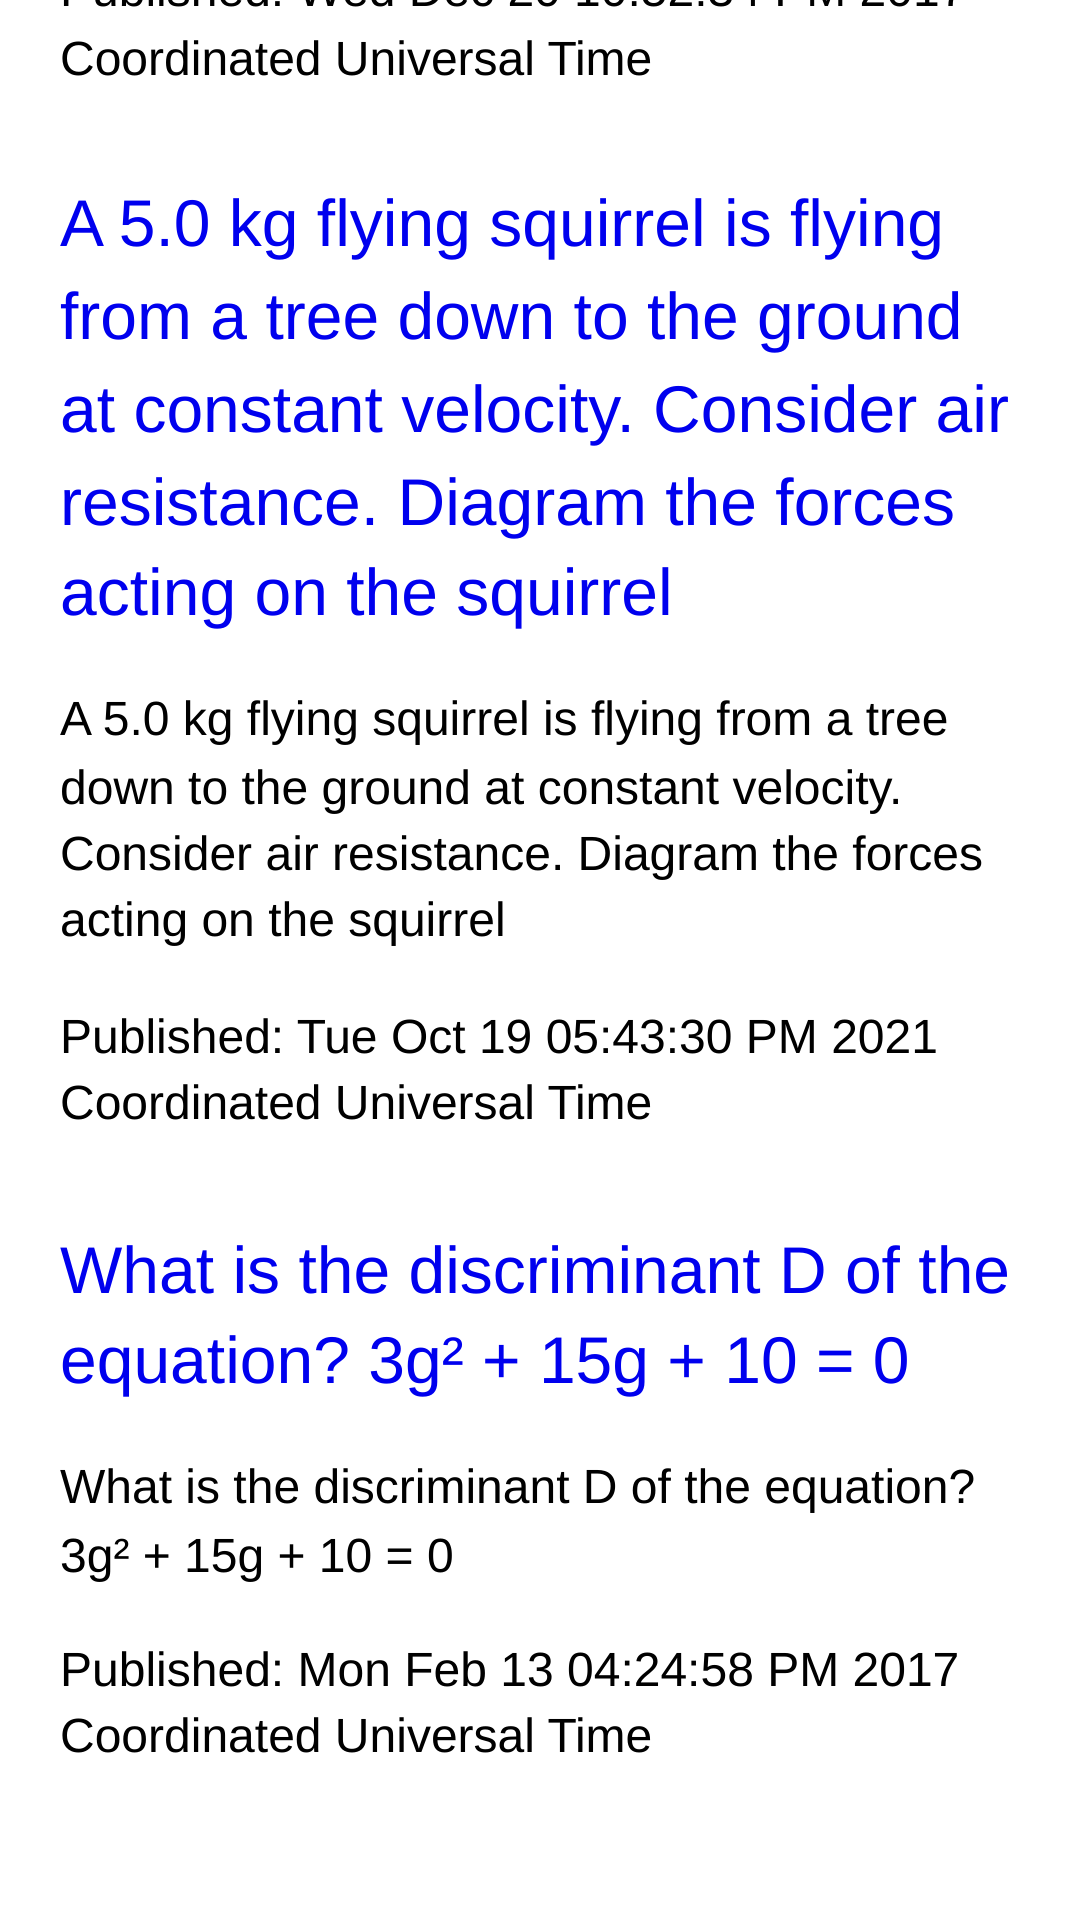 Coordinated Universal Time
A 5.0 kg flying squirrel is flying
from a tree down to the ground
at constant velocity. Consider air
resistance. Diagram the forces
acting on the squirrel
A 5.0 kg flying squirrel is flying from a tree
down to the ground at constant velocity.
Consider air resistance. Diagram the forces
acting on the squirrel
Published: Tue Oct 19 05:43:30 PM 2021
Coordinated Universal Time
What is the discriminant D of the
equation? 3g² + 15g + 10 = 0
What is the discriminant D of the equation?
3g² + 15g + 10 = 0
Published: Mon Feb 13 04:24:58 PM 2017
Coordinated Universal Time